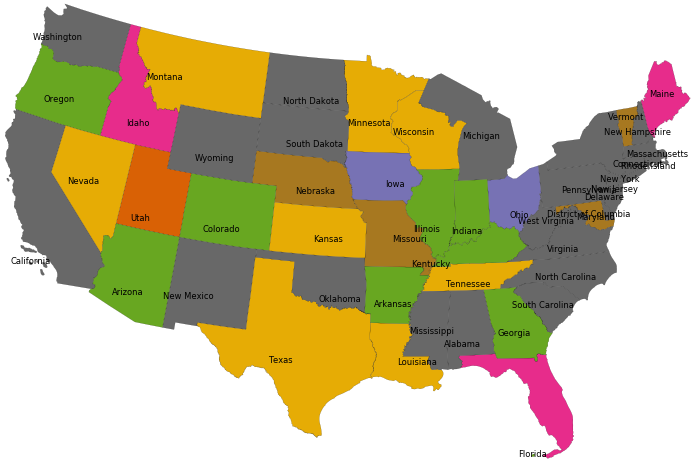 Washington
Montana
Maine
Oregon
North Dakota
Vermont
Idaho
Minnesota
Wisconsin
New Hampshire
Michigan
South Dakota
Massachusetts
Wyoming
Connecticut
Rhode Island
Nevada
Nebraska
Iowa
New York
Pennsylvania
New Jersey
Delaware
Utah
Ohio
District of Columbia
Maryland
West Virginia
Colorado
Illinois
Indiana
Kansas
Missouri
Virginia
California
Kentucky
North Carolina
Arizona
New Mexico
Tennessee
Oklahoma
Arkansas
South Carolina
Mississippi
Georgia
Alabama
Texas
Louisiana
Florida